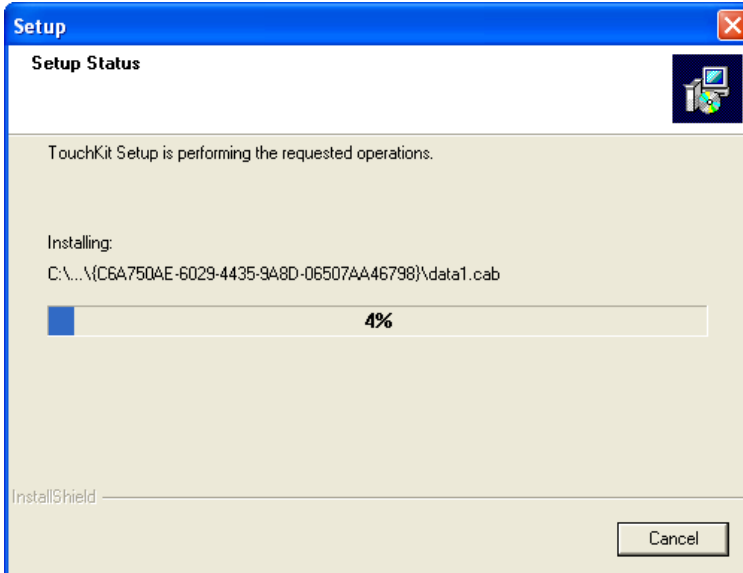 Setup
Setup Status
TouchKit Setup is performing the requested operations.
Installing:
C:\...\{C6A750AE-6029-4435-9A8D-06507AA46798}\data1.cab
4%
InstallShield
Cancel